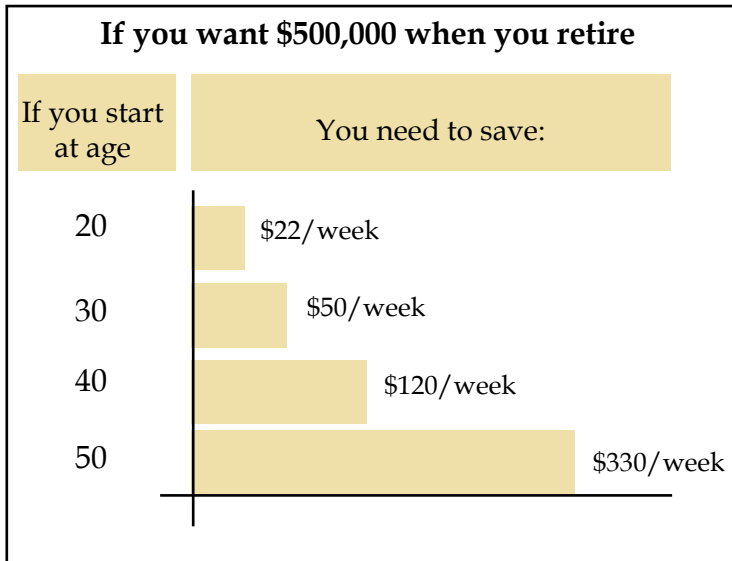 If you want $500,000 when you retire
If you start
at age
You need to save:
20
$22/week
30
$50/week
40
$120/week
50
$330/week